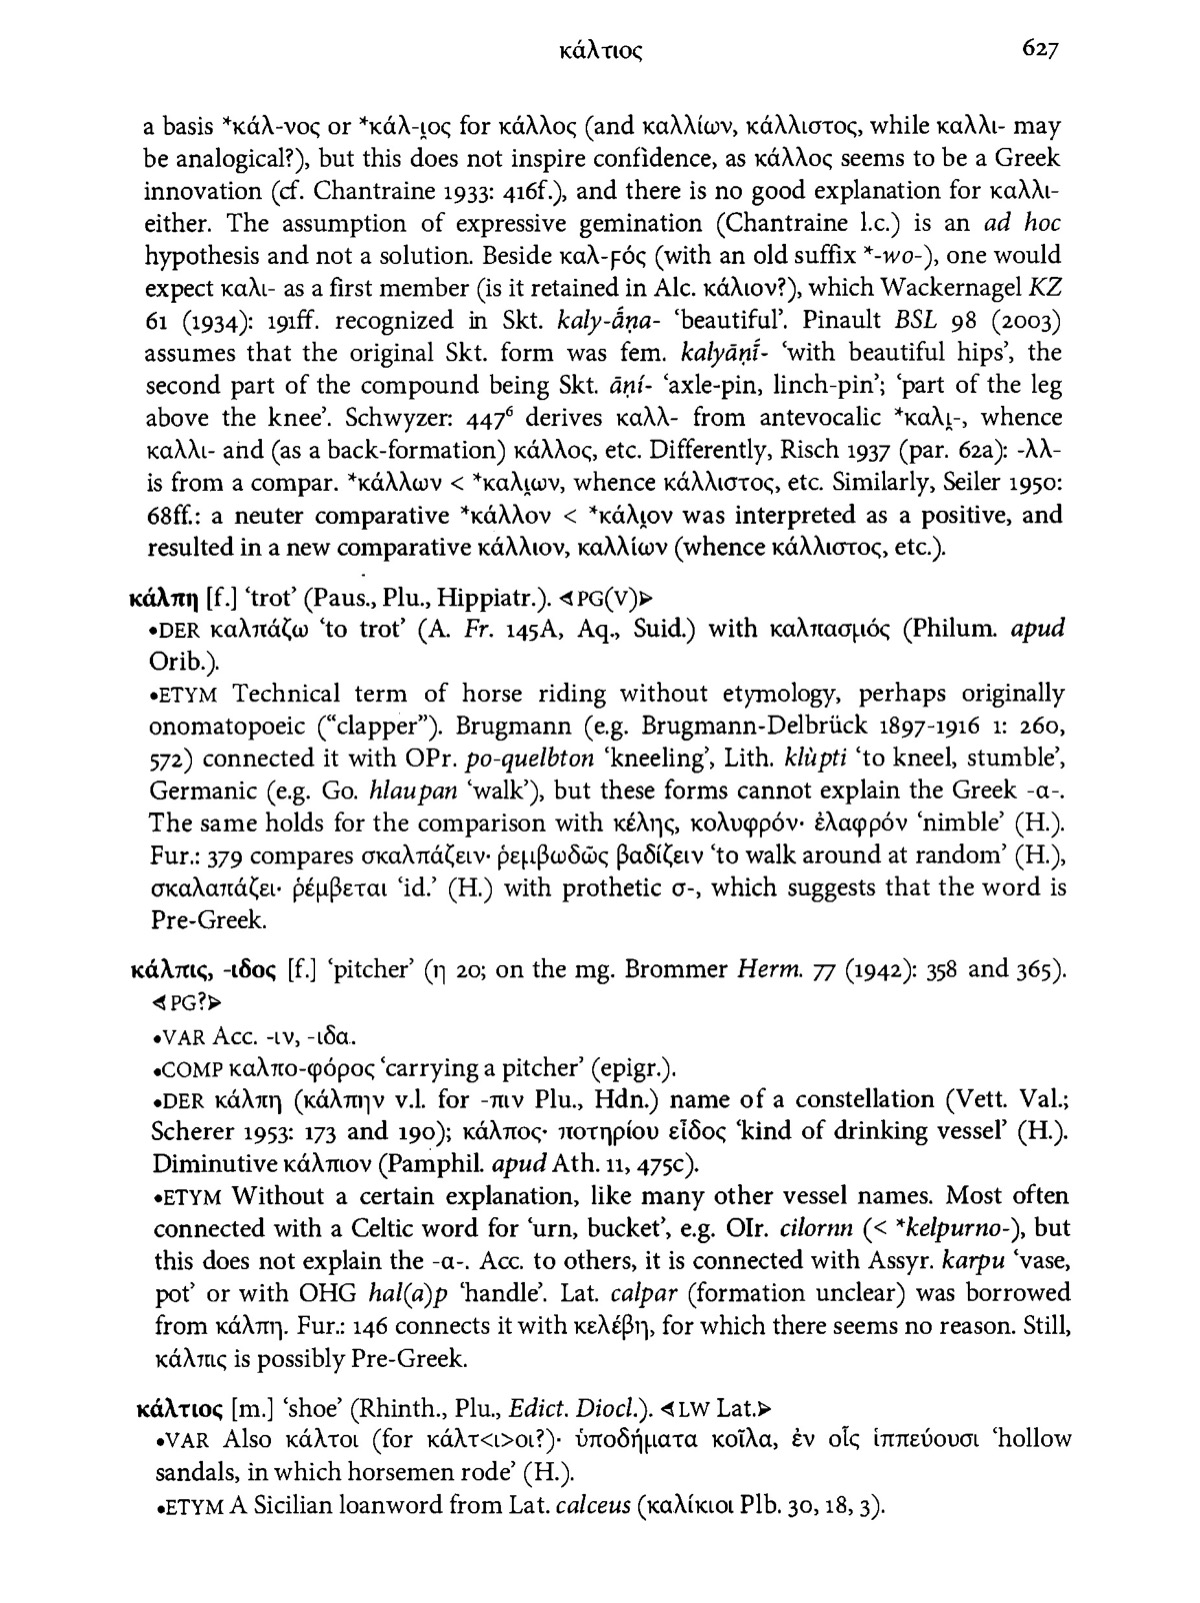 κάλτιος 627
a basis *κάλ-νος or *κάλ-ι̯ος for κάλλος (and καλλίων, κάλλιστος, while καλλι- may
be analogical?), but this does not inspire confidence, as κάλλος seems to be a Greek
innovation (cf. Chantraine 1933: 416f.), and there is no good explanation for καλλι-
either. The assumption of expressive gemination (Chantraine l.c.) is an ad hoc
hypothesis and not a solution. Beside καλ-ϝός (with an old suffix *-wo-), one would
expect καλι- as a first member (is it retained in Alc. κάλιον?), which Wackernagel KZ
61 (1934): 191ff. recognized in Skt. kaly-ā́ṇa- ‘beautiful’. Pinault BSL 98 (2003)
assumes that the original Skt. form was fem. kalyāṇī́- ‘with beautiful hips’, the
second part of the compound being Skt. āṇí- ‘axle-pin, linch-pin’; ‘part of the leg
above the knee’. Schwyzer: 447⁶ derives καλλ- from antevocalic *καλι̯-, whence
καλλι- and (as a back-formation) κάλλος, etc. Differently, Risch 1937 (par. 62a): -λλ-
is from a compar. *κάλλων < *καλι̯ων, whence κάλλιστος, etc. Similarly, Seiler 1950:
68ff.: a neuter comparative *κάλλον < *κάλι̯ον was interpreted as a positive, and
resulted in a new comparative κάλλιον, καλλίων (whence κάλλιστος, etc.).
κάλπη [f.] ‘trot’ (Paus., Plu., Hippiatr.). ⊲PG(V)⊳
•DER καλπάζω ‘to trot’ (A. Fr. 145A, Aq., Suid.) with καλπασμός (Philum. apud
Orib.).
•ETYM Technical term of horse riding without etymology, perhaps originally
onomatopoeic (“clapper”). Brugmann (e.g. Brugmann-Delbrück 1897-1916 1: 260,
572) connected it with OPr. po-quelbton ‘kneeling’, Lith. klùpti ‘to kneel, stumble’,
Germanic (e.g. Go. hlaupan ‘walk’), but these forms cannot explain the Greek -α-.
The same holds for the comparison with κέλης, κολυφρόν· ἐλαφρόν ‘nimble’ (H.).
Fur.: 379 compares σκαλπάζειν· ῥεμβωδῶς βαδίζειν ‘to walk around at random’ (H.),
σκαλαπάζει· ῥέμβεται ‘id.’ (H.) with prothetic σ-, which suggests that the word is
Pre-Greek.
κάλπις, -ιδος [f.] ‘pitcher’ (η 20; on the mg. Brommer Herm. 77 (1942): 358 and 365).
⊲PG?⊳
•VAR Acc. -ιν, -ιδα.
•COMP καλπο-φόρος ‘carrying a pitcher’ (epigr.).
•DER κάλπη (κάλπην v.l. for -πιν Plu., Hdn.) name of a constellation (Vett. Val.;
Scherer 1953: 173 and 190); κάλπος· ποτηρίου εἶδος ‘kind of drinking vessel’ (H.).
Diminutive κάλπιον (Pamphil. apud Ath. 11, 475c).
•ETYM Without a certain explanation, like many other vessel names. Most often
connected with a Celtic word for ‘urn, bucket’, e.g. OIr. cilornn (< *kelpurno-), but
this does not explain the -α-. Acc. to others, it is connected with Assyr. karpu ‘vase,
pot’ or with OHG hal(a)p ‘handle’. Lat. calpar (formation unclear) was borrowed
from κάλπη. Fur.: 146 connects it with κελέβη, for which there seems no reason. Still,
κάλπις is possibly Pre-Greek.
κάλτιος [m.] ‘shoe’ (Rhinth., Plu., Edict. Diocl.). ⊲LW Lat.⊳
•VAR Also κάλτοι (for κάλτ<ι>οι?)· ὑποδήματα κοῖλα, ἐν οἷς ἱππεύουσι ‘hollow
sandals, in which horsemen rode’ (H.).
•ETYM A Sicilian loanword from Lat. calceus (καλίκιοι Plb. 30, 18, 3).